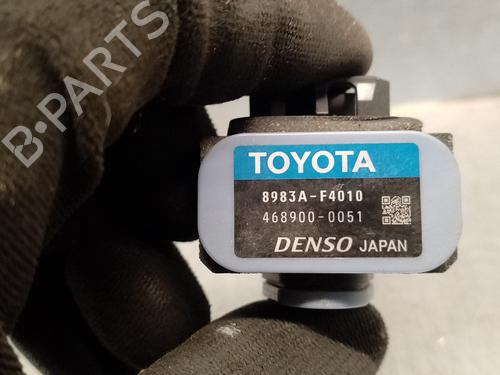 B-PARTS
TOYOTA
8983A-F4010
468900-0051
DENSO JAPAN